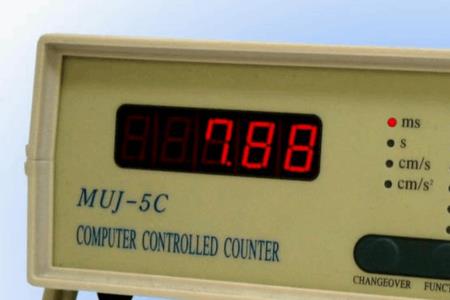 7.88
ms
s
cm/s
cm/s²
MUJ-5C
COMPUTER CONTROLLED COUNTER
CHANGEOVER